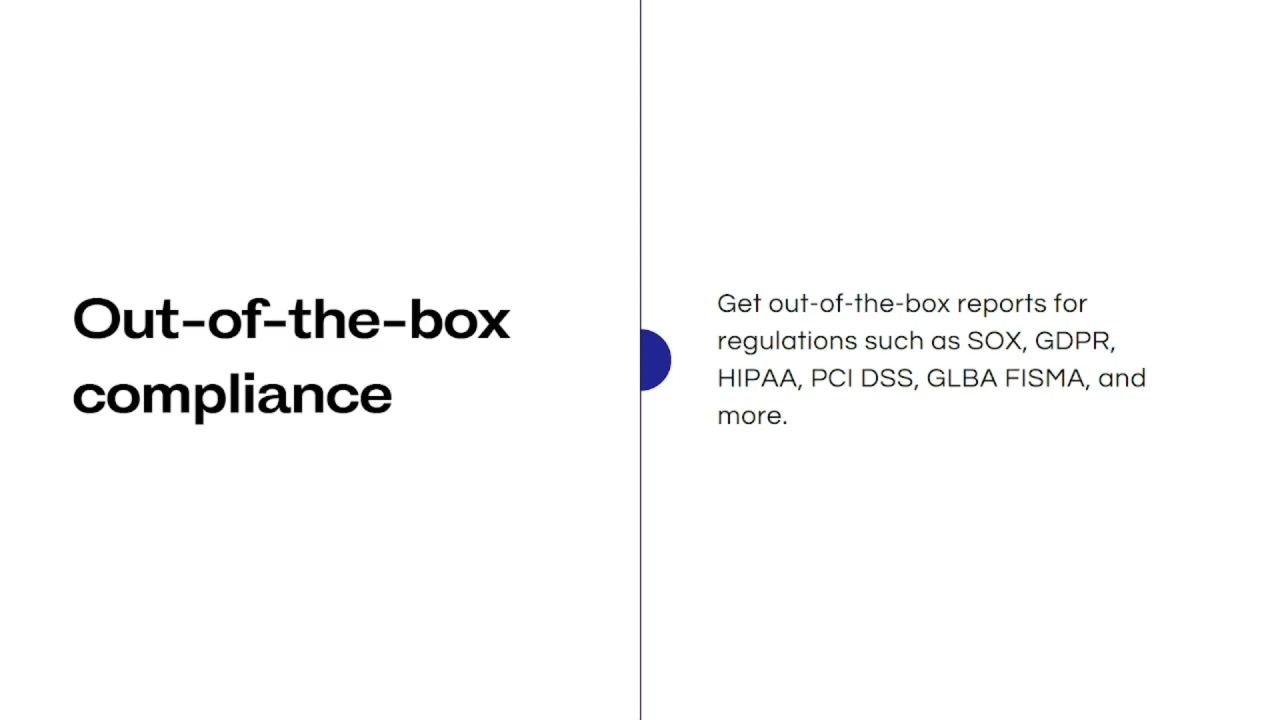 Out-of-the-box
compliance
Get out-of-the-box reports for
regulations such as SOX, GDPR,
HIPAA, PCI DSS, GLBA FISMA, and
more.